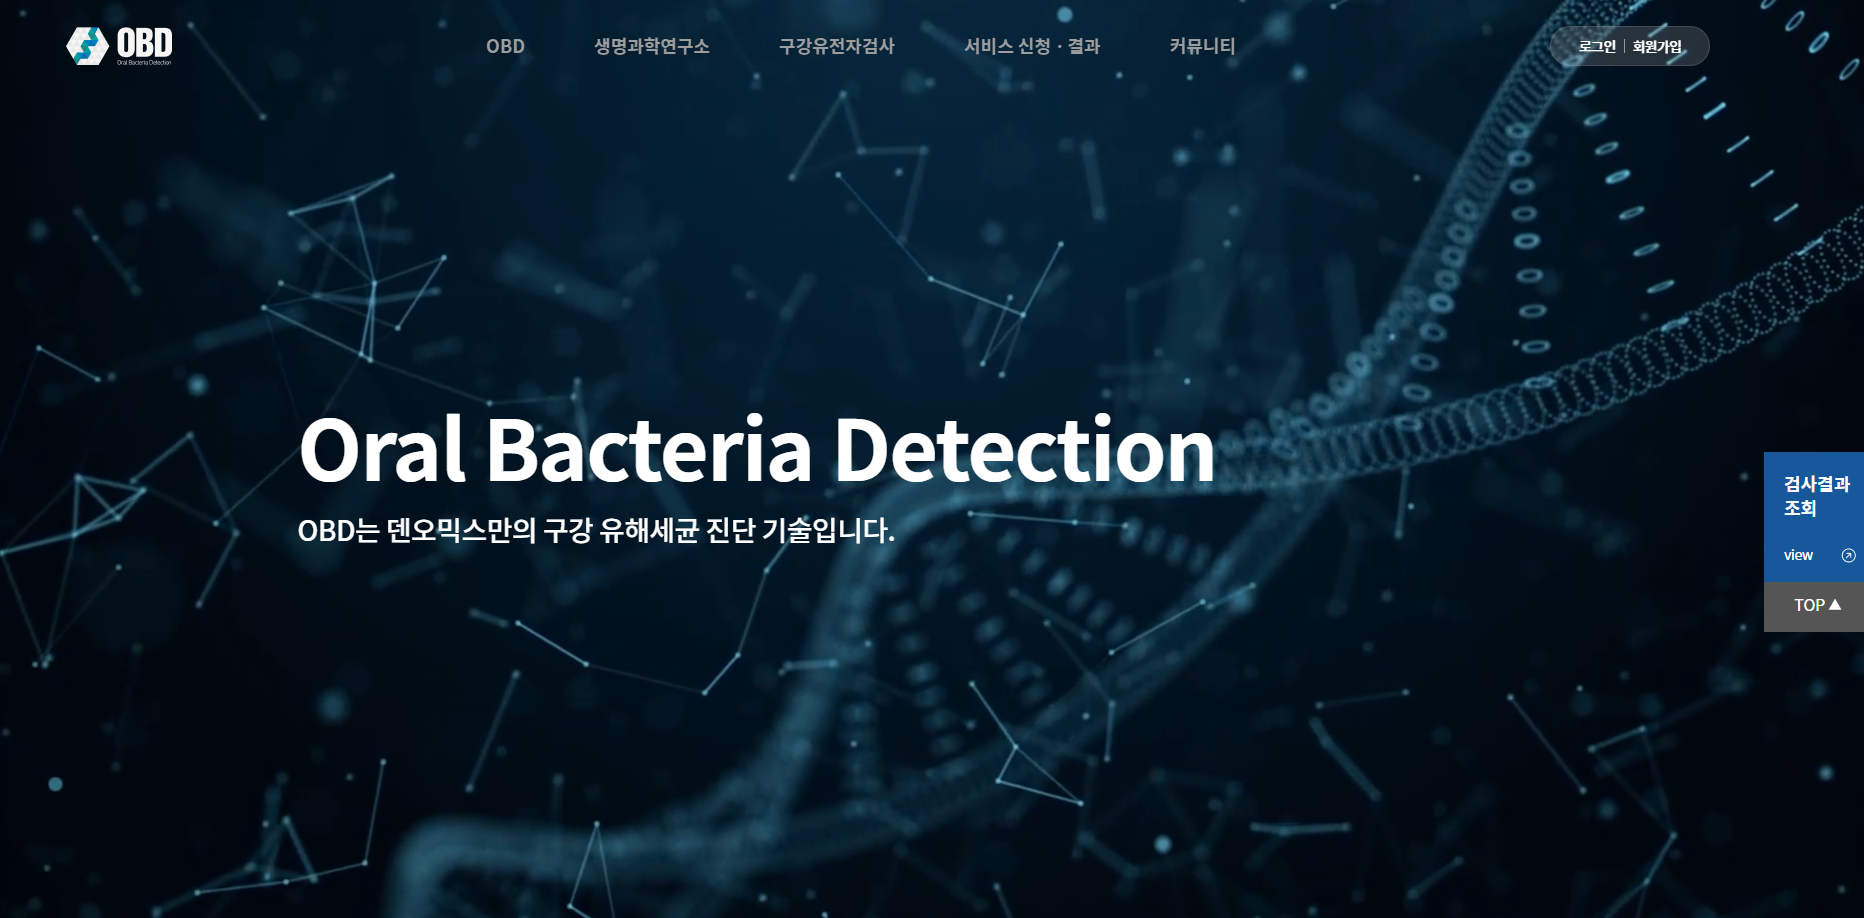 OBD
Oral Bacteria Detection
OBD
생명과학연구소
구강유전자검사
서비스 신청 · 결과
커뮤니티
로그인 | 회원가입
Oral Bacteria Detection
OBD는 덴오믹스만의 구강 유해세균 진단 기술입니다.
검사결과
조회
view
TOP▲